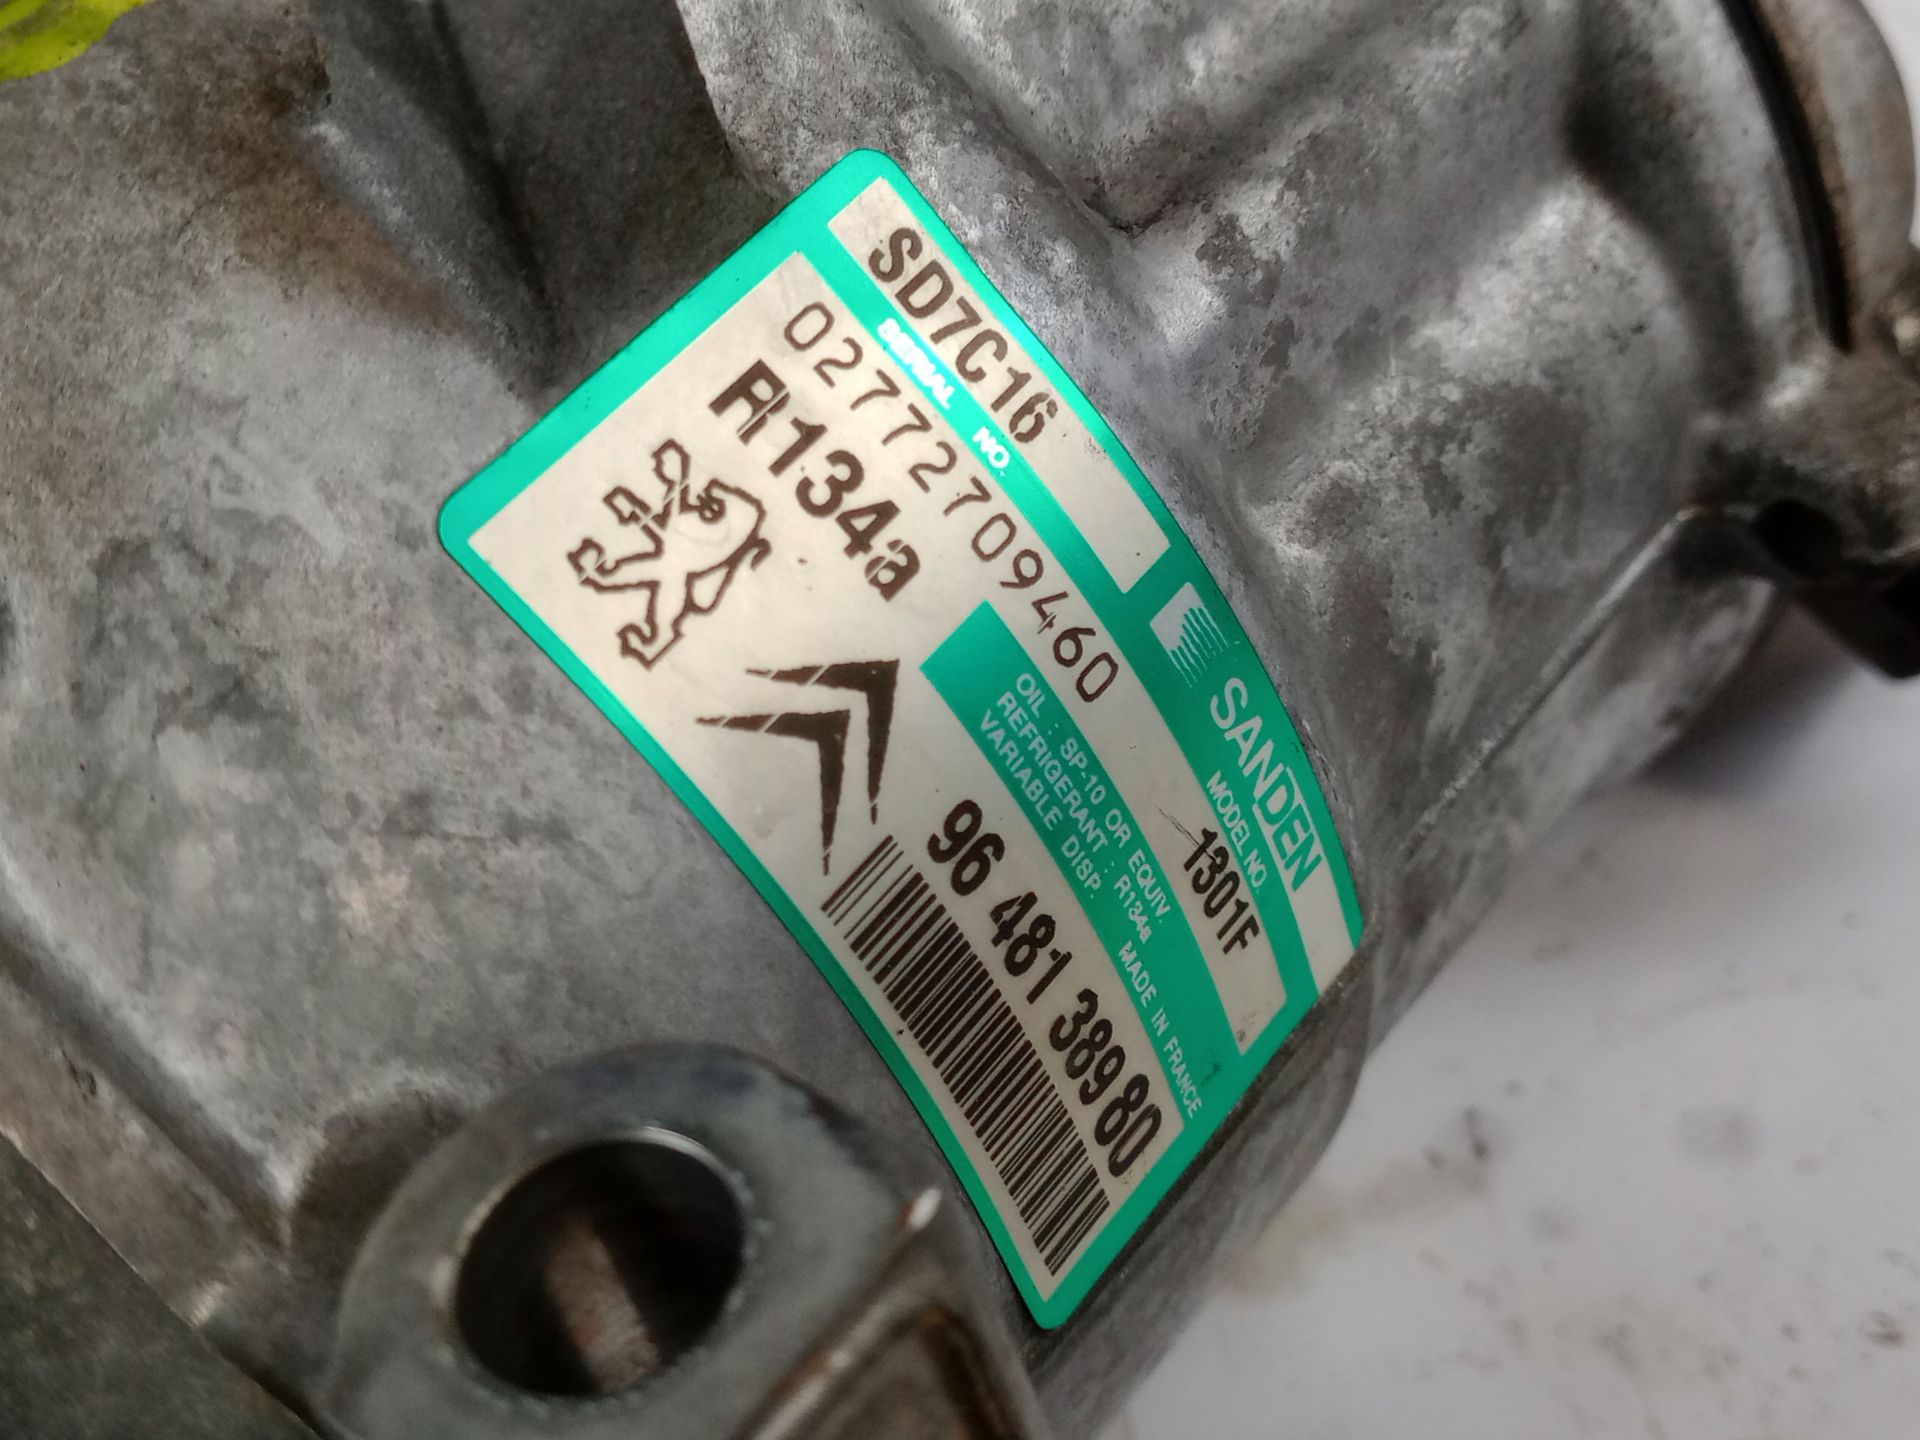 SD7C16
SANDEN
SERIAL NO.
MODEL NO.
02772709460
1301F
R134a
OIL : SP-10 OR EQUIV.
REFRIGERANT : R134a
VARIABLE DISP.
MADE IN FRANCE
96 481 389 80